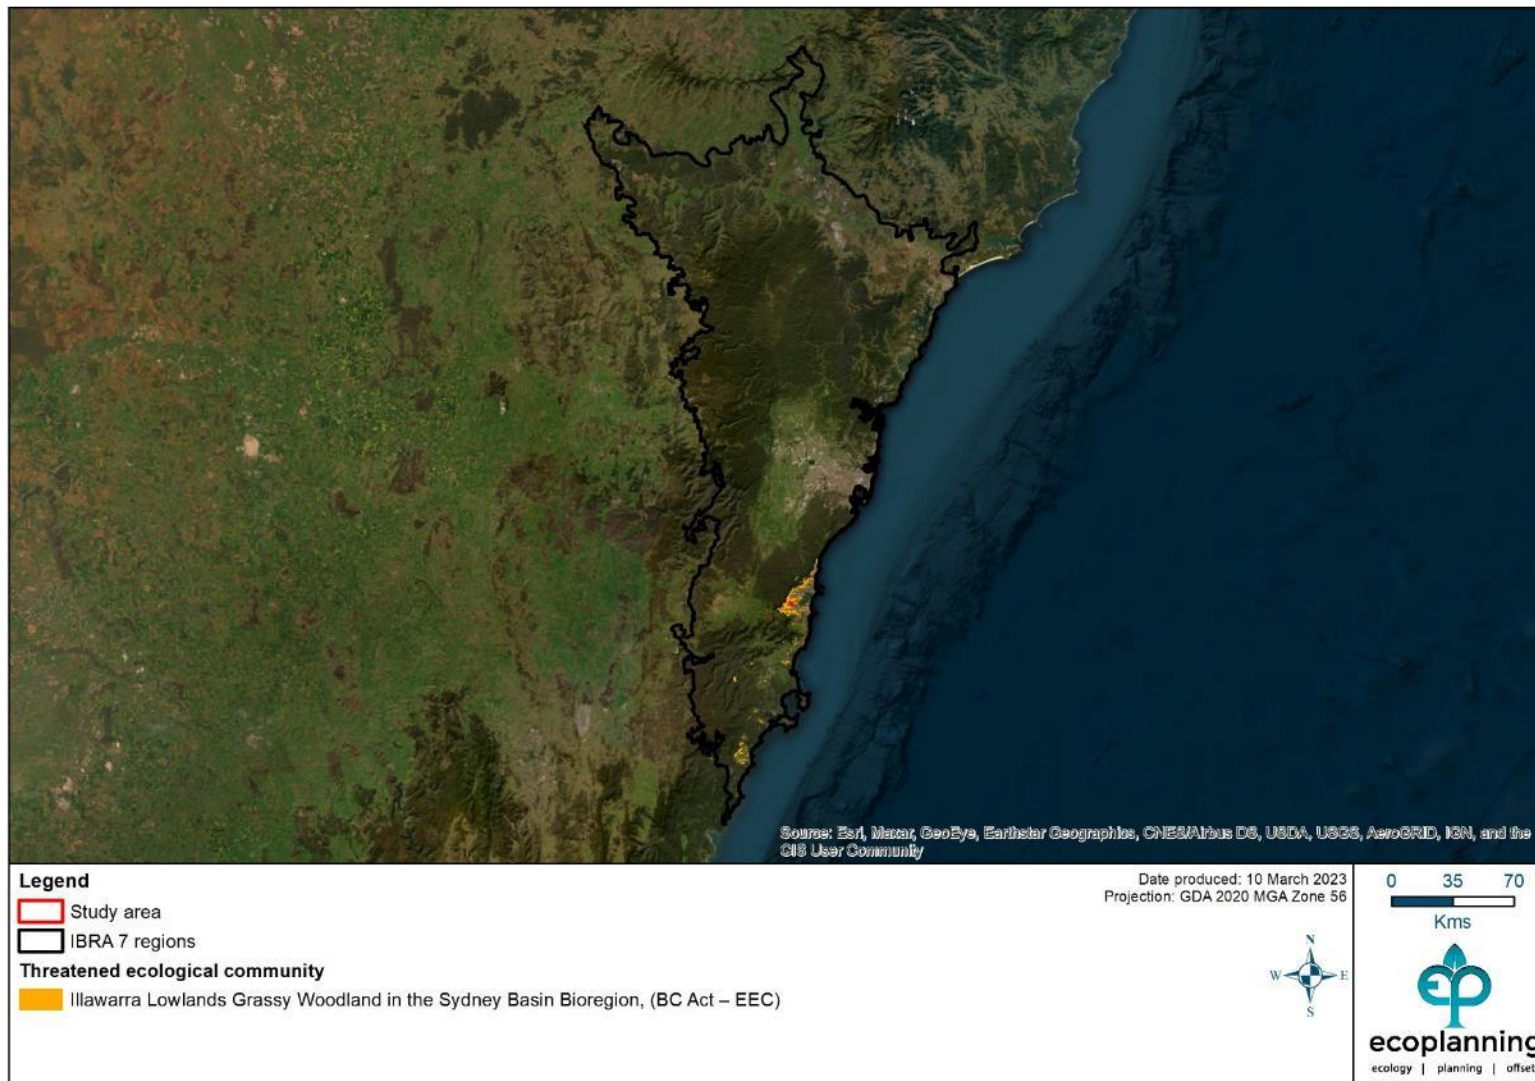 Source: Esri, Maxar, GeoEye, Earthstar Geographics, CNES/Airbus DS, USDA, USGS, AeroGRID, IGN, and the
GIS User Community
Legend
Study area
IBRA 7 regions
Threatened ecological community
Illawarra Lowlands Grassy Woodland in the Sydney Basin Bioregion, (BC Act – EEC)
Date produced: 10 March 2023
Projection: GDA 2020 MGA Zone 56
N
W E
S
0 35 70
Kms
ep
ecoplanning
ecology | planning | offset